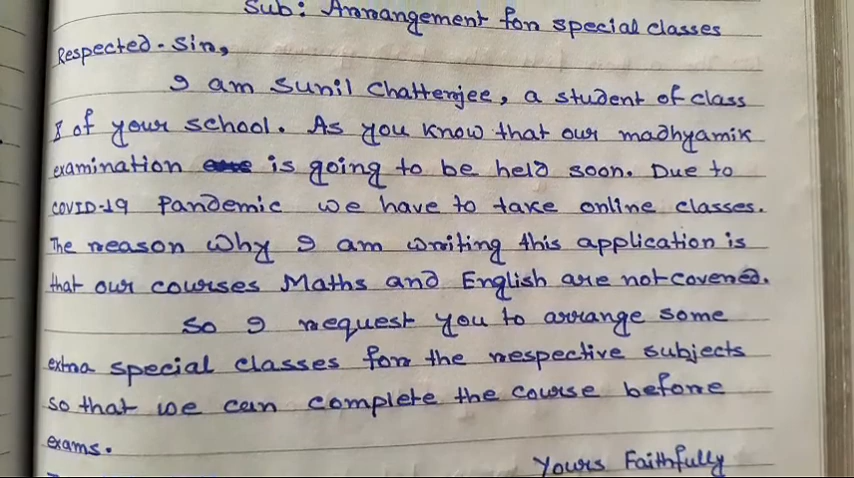 Sub: Arrangement for special classes
Respected Sir,
I am Sunil Chatterjee, a student of class
X of your school. As you know that our madhyamik
examination is going to be held soon. Due to
COVID-19 Pandemic we have to take online classes.
The reason why I am writing this application is
that our courses Maths and English are not covered.
So I request you to arrange some
extra special classes for the respective subjects
so that we can complete the course before
exams.
Yours Faithfully